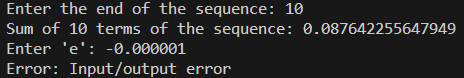 Enter the end of the sequence: 10
Sum of 10 terms of the sequence: 0.087642255647949
Enter 'e': -0.000001
Error: Input/output error